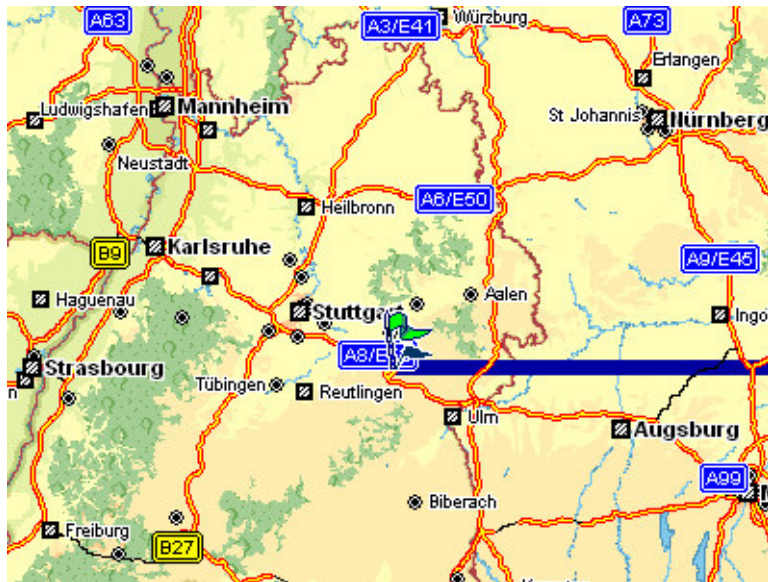 A63
A3/E41
Würzburg
A73
Erlangen
Ludwigshafen
Mannheim
St Johannis
Nürnberg
Neustadt
A6/E50
Heilbronn
B9
Karlsruhe
A9/E45
Haguenau
Aalen
Stuttga
Ingo
A8/E
Strasbourg
n
Tübingen
Reutlingen
Ulm
Augsburg
A99
M
Biberach
Freiburg
B27